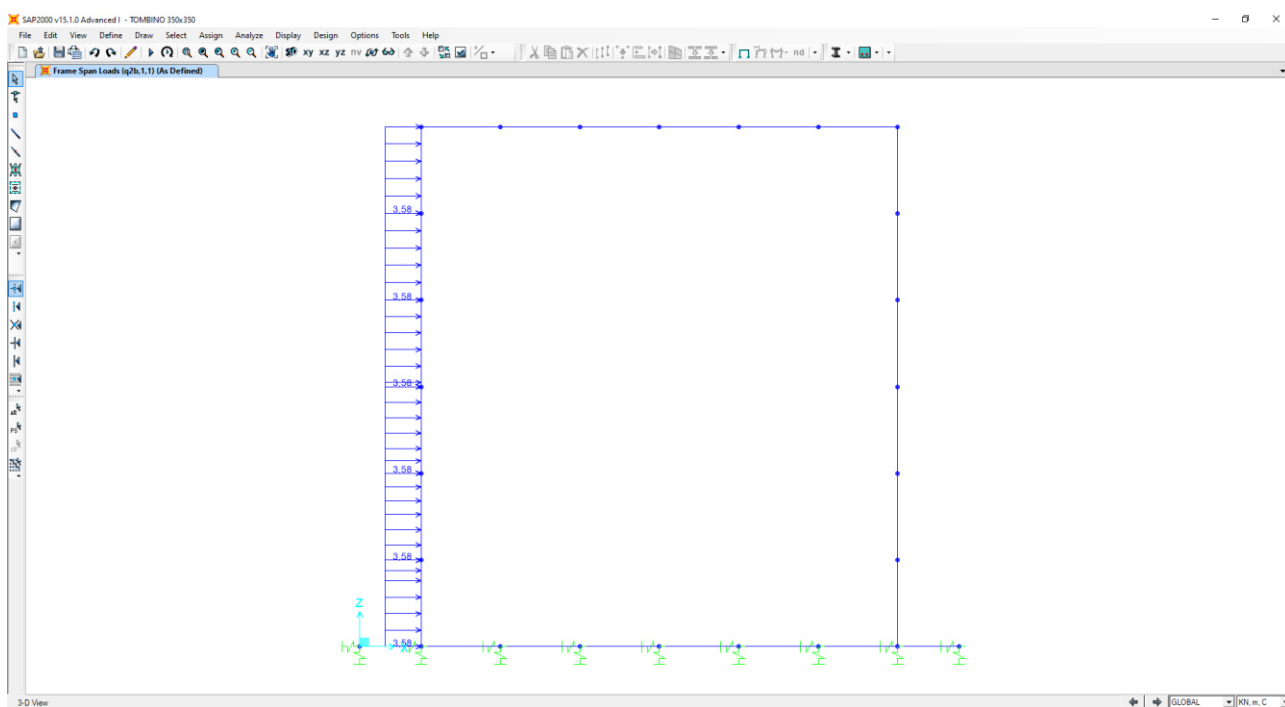 SAP2000 v15.1.0 Advanced I - TOMBINO 350x350
File Edit View Define Draw Select Assign Analyze Display Design Options Tools Help
xy xz yz nv nd
Frame Span Loads (q2b,1,1) (As Defined)
3,58
3,58
3,58
3,58
3,58
Z
3,58
X
3-D View GLOBAL KN, m, C